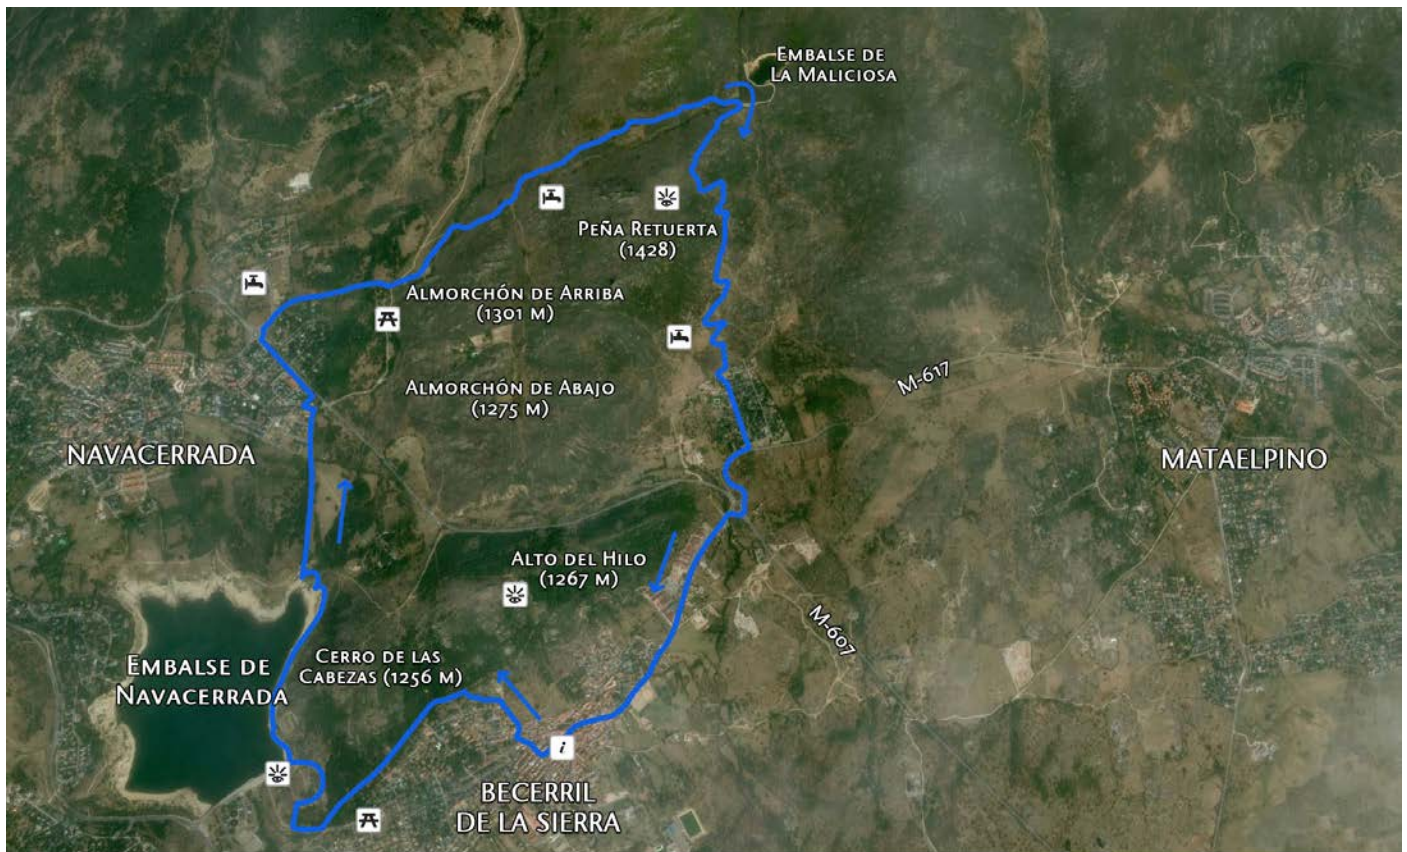 EMBALSE DE
LA MALICIOSA
PEÑA RETUERTA
(1428)
ALMORCHÓN DE ARRIBA
(1301 M)
ALMORCHÓN DE ABAJO
(1275 M)
M-617
NAVACERRADA
MATAELPINO
ALTO DEL HILO
(1267 M)
M-607
CERRO DE LAS
CABEZAS (1256 M)
EMBALSE DE
NAVACERRADA
i
BECERRIL
DE LA SIERRA